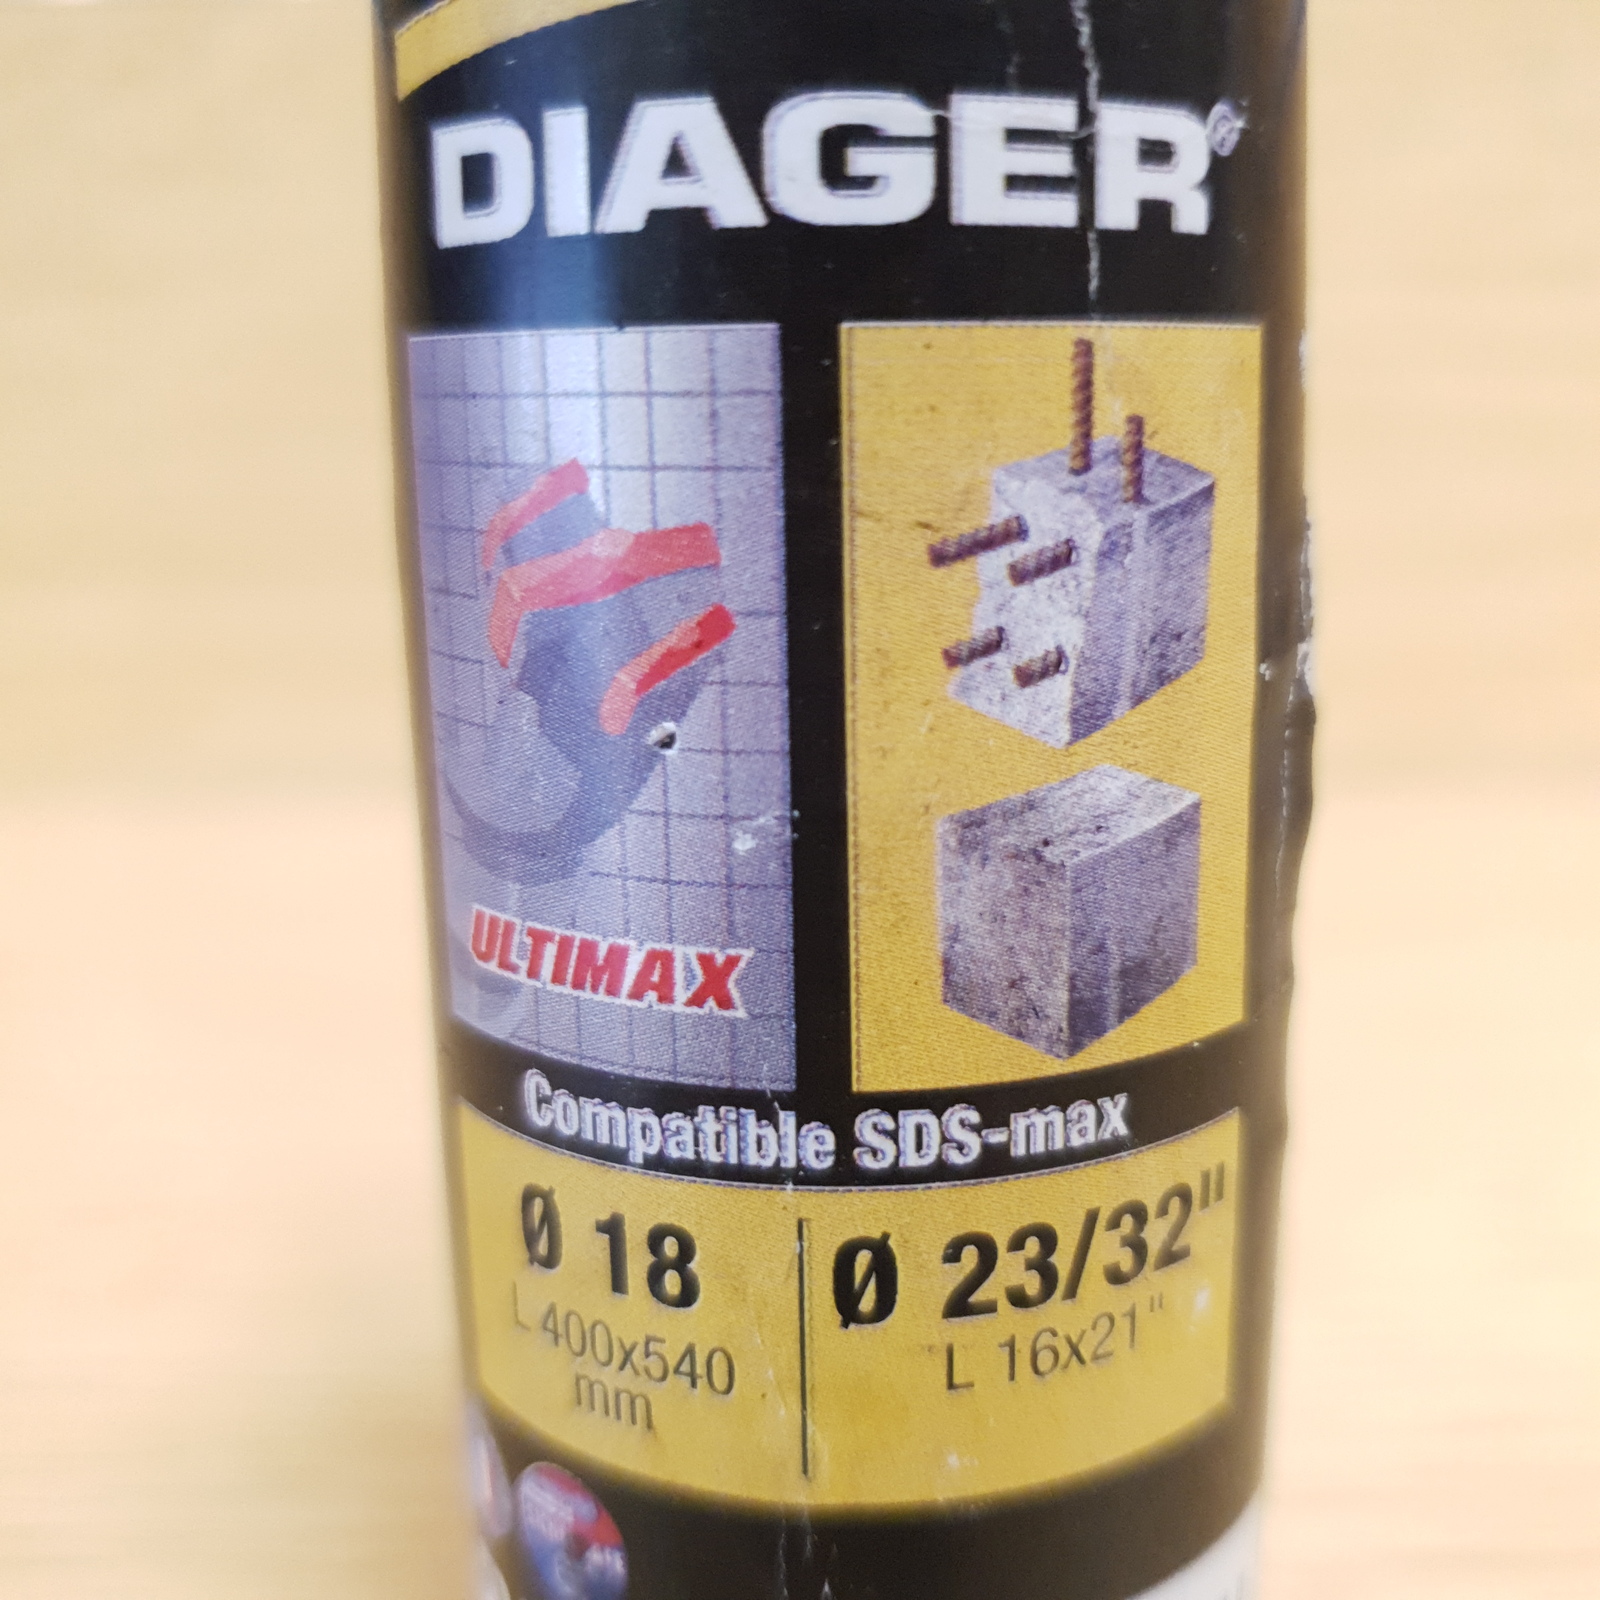 DIAGER®
ULTIMAX
Compatible SDS-max
Ø 18
L 400x540
mm
Ø 23/32"
L 16x21"